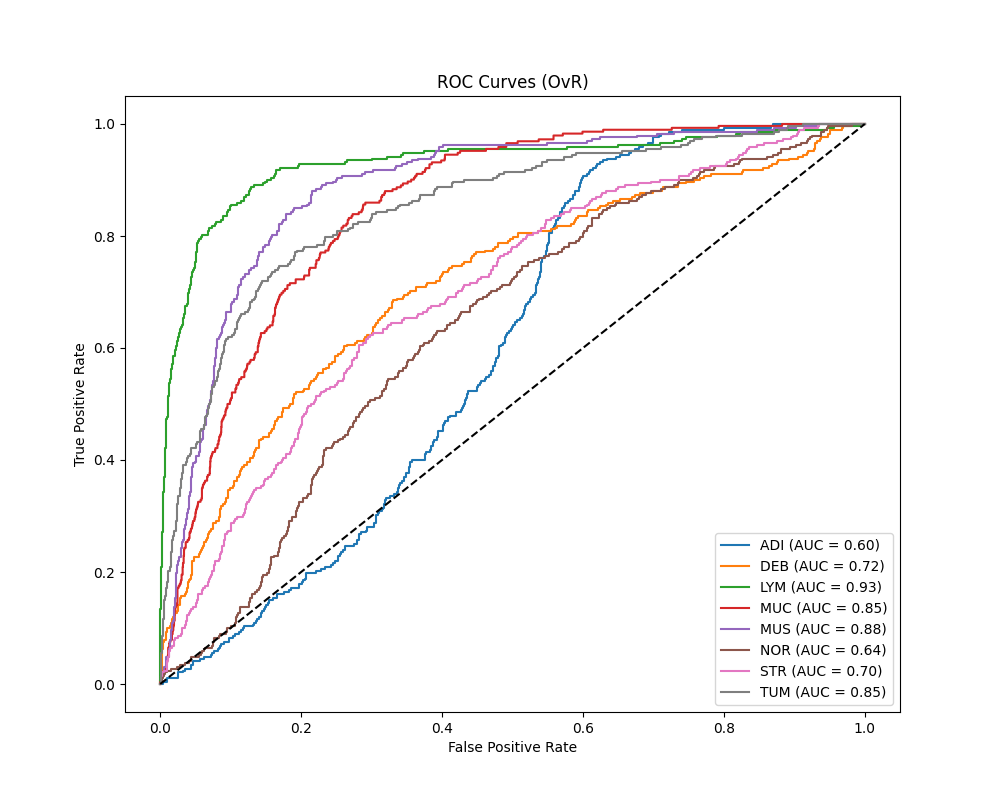 ROC Curves (OvR)
True Positive Rate
1.0
0.8
0.6
0.4
0.2
0.0
0.0 0.2 0.4 0.6 0.8 1.0
False Positive Rate
ADI (AUC = 0.60)
DEB (AUC = 0.72)
LYM (AUC = 0.93)
MUC (AUC = 0.85)
MUS (AUC = 0.88)
NOR (AUC = 0.64)
STR (AUC = 0.70)
TUM (AUC = 0.85)